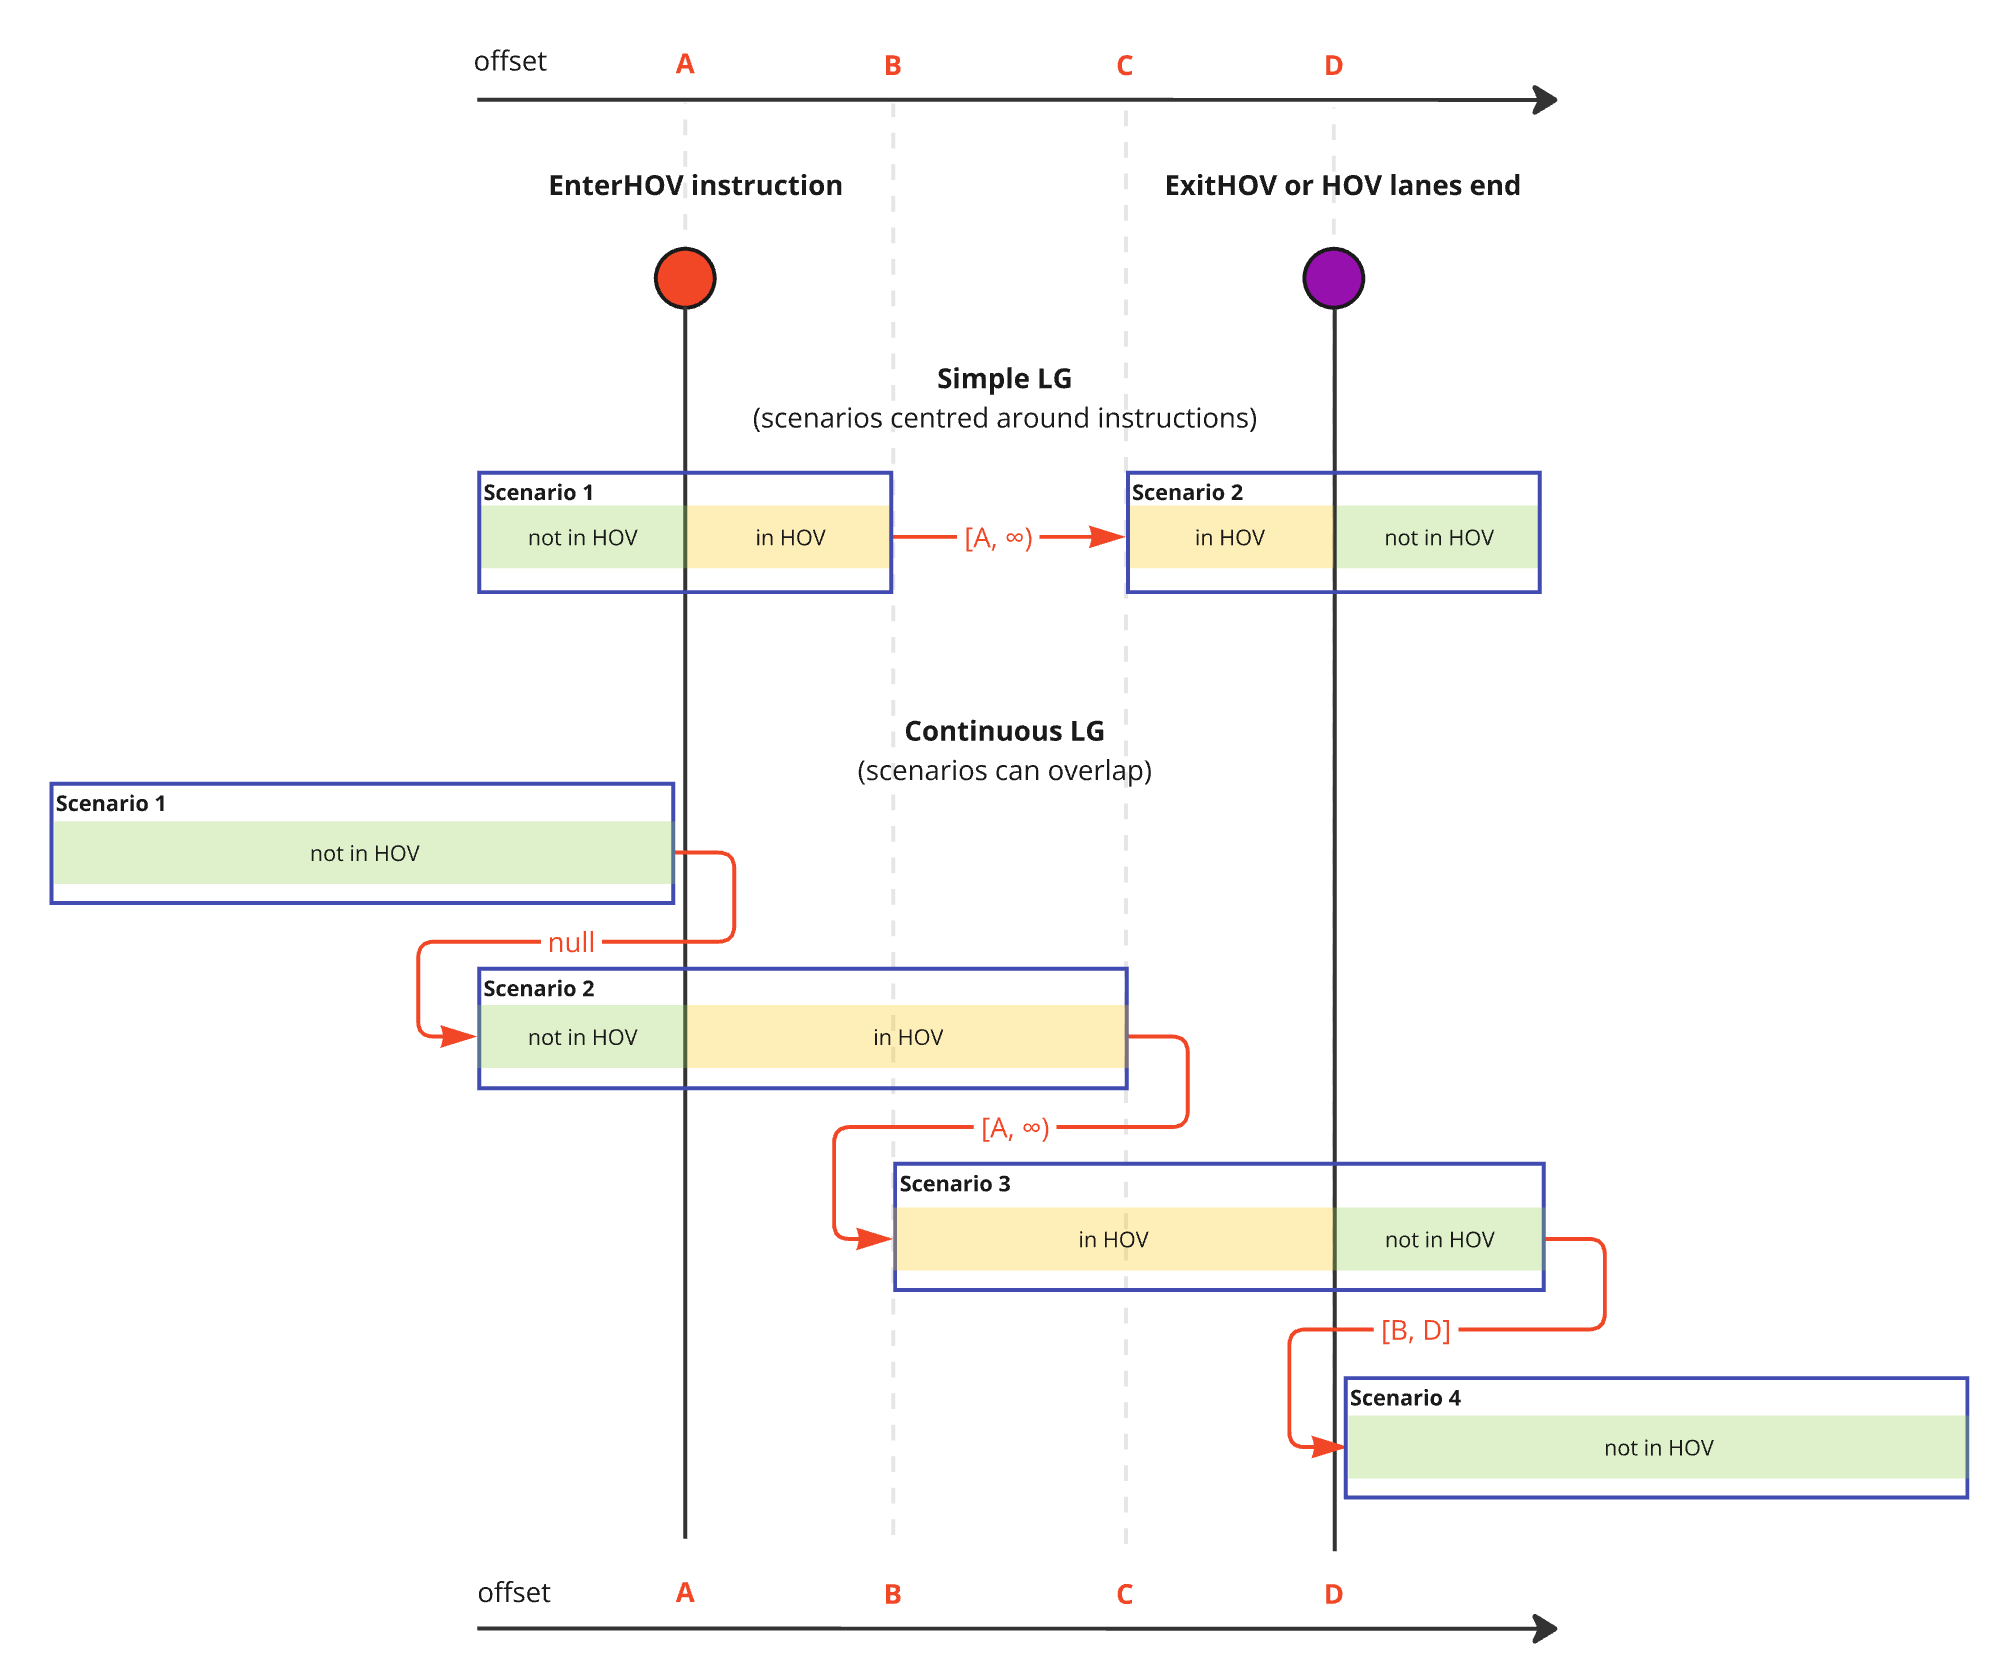 offset A B C D
EnterHOV instruction
ExitHOV or HOV lanes end
Simple LG
(scenarios centred around instructions)
Scenario 1
not in HOV
in HOV
[A, ∞)
Scenario 2
in HOV
not in HOV
Continuous LG
(scenarios can overlap)
Scenario 1
not in HOV
null
Scenario 2
not in HOV
in HOV
[A, ∞)
Scenario 3
in HOV
not in HOV
[B, D]
Scenario 4
not in HOV
offset A B C D